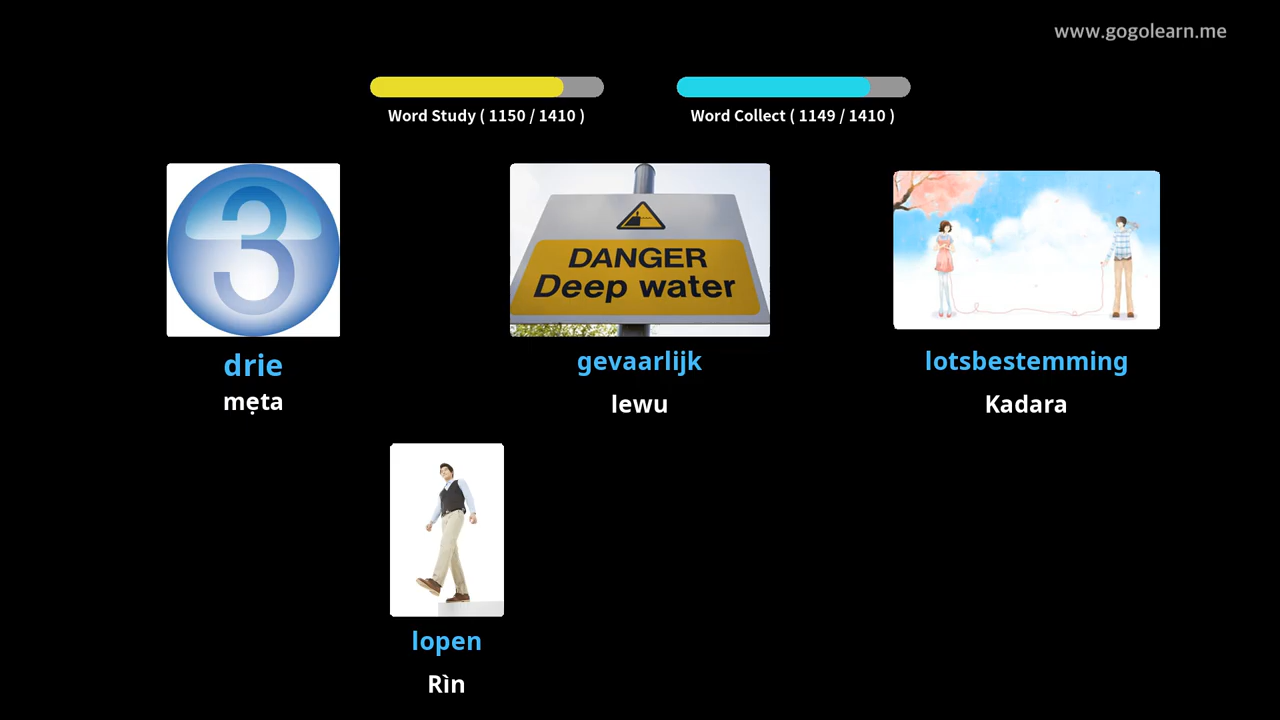 www.gogolearn.me
Word Study ( 1150 / 1410 )
Word Collect ( 1149 / 1410 )
3
DANGER
Deep water
drie
mẹta
gevaarlijk
lewu
lotsbestemming
Kadara
lopen
Rìn